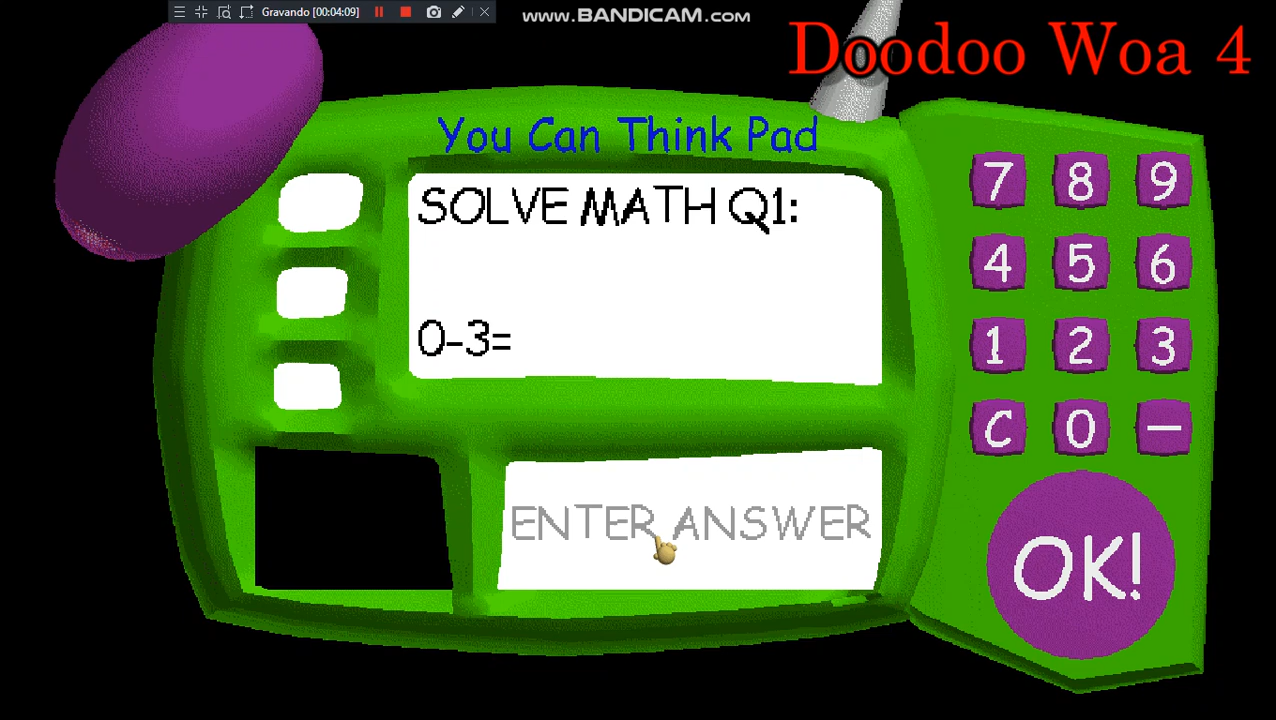 Gravando [00:04:09]
www.BANDICAM.com
Doodoo Woa 4
You Can Think Pad
SOLVE MATH Q1:
0-3=
ENTER ANSWER
7 8 9
4 5 6
1 2 3
C 0 -
OK!